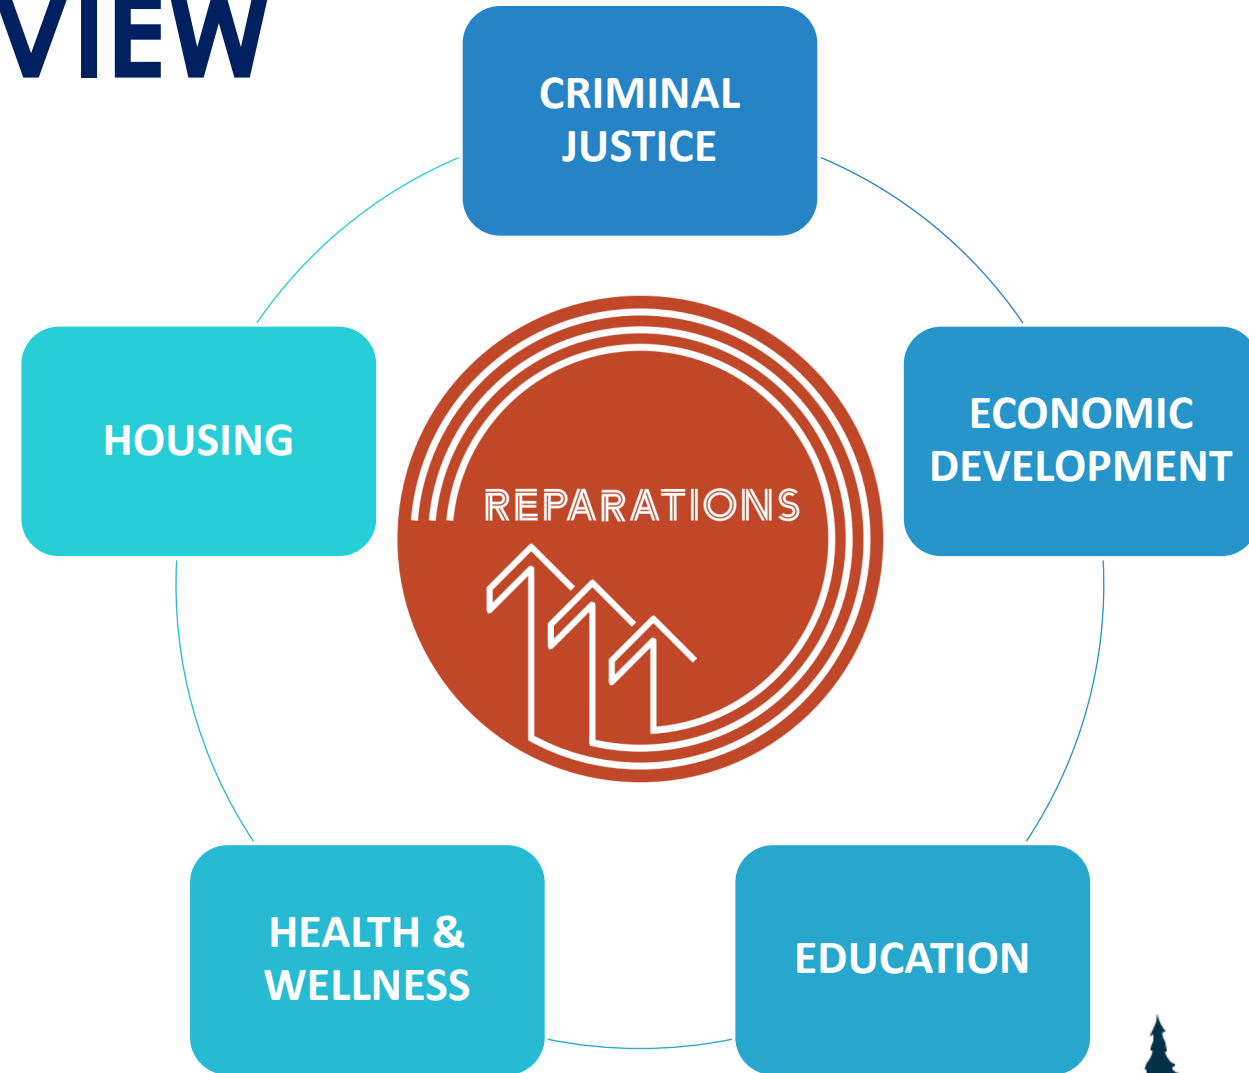 VIEW
CRIMINAL
JUSTICE
ECONOMIC
DEVELOPMENT
HOUSING
REPARATIONS
HEALTH &
WELLNESS
EDUCATION